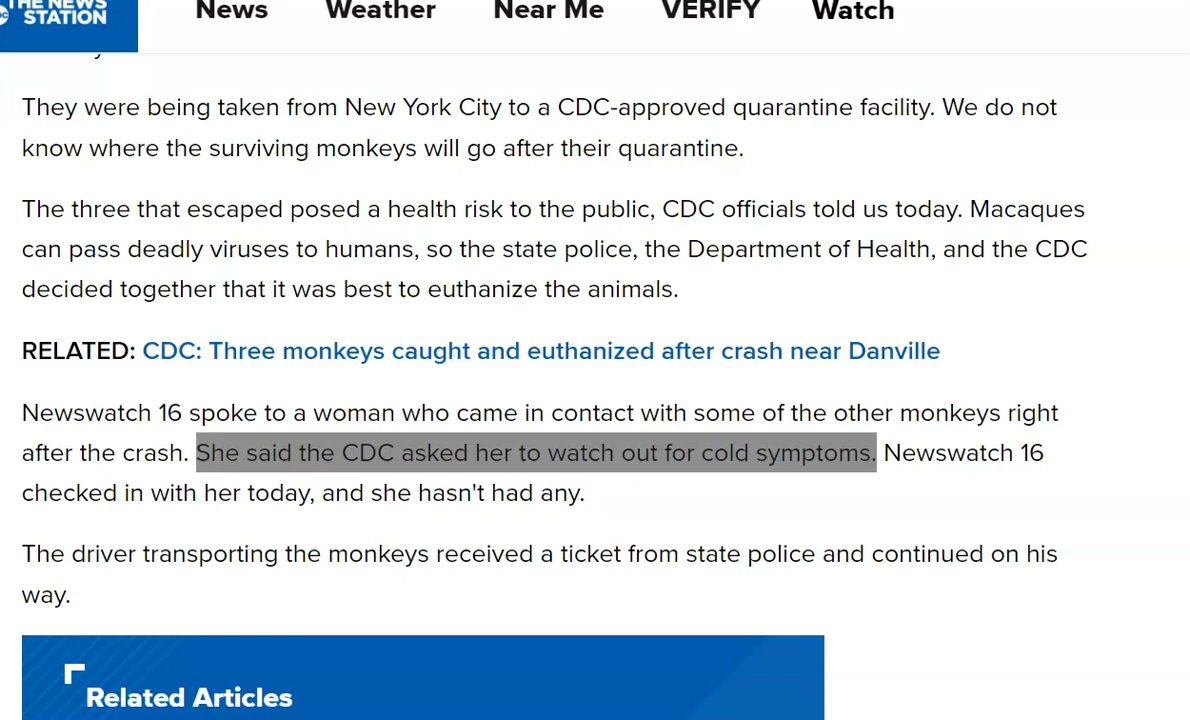 THE NEWS
STATION
News Weather Near Me VERIFY Watch
They were being taken from New York City to a CDC-approved quarantine facility. We do not
know where the surviving monkeys will go after their quarantine.
The three that escaped posed a health risk to the public, CDC officials told us today. Macaques
can pass deadly viruses to humans, so the state police, the Department of Health, and the CDC
decided together that it was best to euthanize the animals.
RELATED: CDC: Three monkeys caught and euthanized after crash near Danville
Newswatch 16 spoke to a woman who came in contact with some of the other monkeys right
after the crash. She said the CDC asked her to watch out for cold symptoms. Newswatch 16
checked in with her today, and she hasn't had any.
The driver transporting the monkeys received a ticket from state police and continued on his
way.
Related Articles